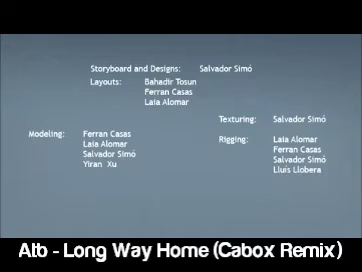 Storyboard and Designs: Salvador Simó
Layouts: Bahadir Tosun
Ferran Casas
Laia Alomar
Texturing: Salvador Simó
Modeling: Ferran Casas
Laia Alomar
Salvador Simó
Yiran Xu
Rigging: Laia Alomar
Ferran Casas
Salvador Simó
Lluis Llobera
Atb - Long Way Home (Cabox Remix)